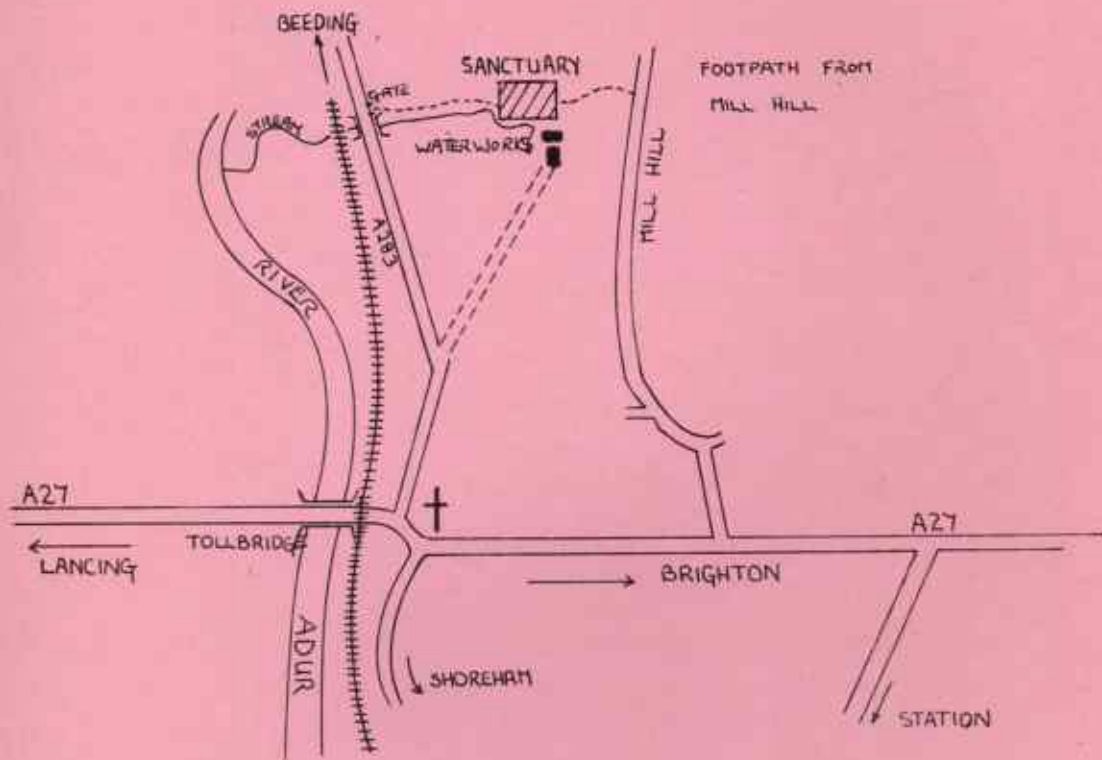 BEEDING
SANCTUARY
FOOTPATH FROM
MILL HILL
GATE
STREAM
WATERWORKS
MILL HILL
A283
RIVER
A27
A27
TOLLBRIDGE
LANCING
BRIGHTON
ADUR
SHOREHAM
STATION